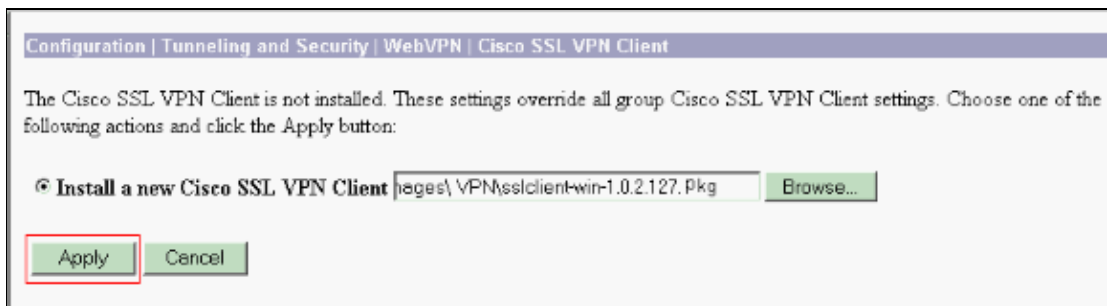 Configuration | Tunneling and Security | WebVPN | Cisco SSL VPN Client
The Cisco SSL VPN Client is not installed. These settings override all group Cisco SSL VPN Client settings. Choose one of the
following actions and click the Apply button:
Install a new Cisco SSL VPN Client hages\ VPN\sslclient-win-1.0.2.127.pkg Browse...
Apply Cancel